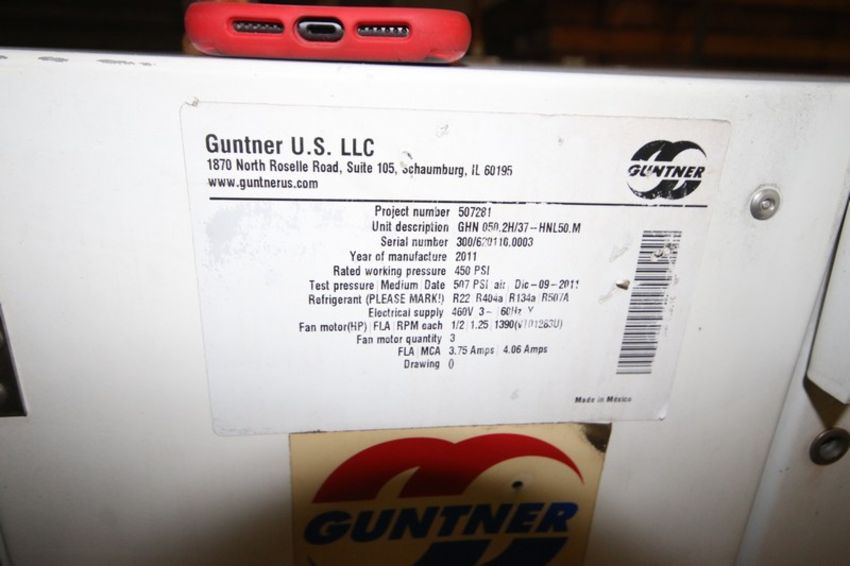 Guntner U.S. LLC
1870 North Roselle Road, Suite 105, Schaumburg, IL 60195
www.guntnerus.com
GUNTNER
Project number 507281
Unit description GHN 050.2H/37-HNL50.M
Serial number 300/620110.0003
Year of manufacture 2011
Rated working pressure 450 PSI
Test pressure | Medium | Date 507 PSI | air | Dic-09-2011
Refrigerant (PLEASE MARK!) R22 | R404a | R134a | R507A
Electrical supply 460V 3~ 60Hz Y
Fan motor(HP) | FLA | RPM each 1/2 | 1.25 | 1390
Fan motor quantity 3
FLA | MCA 3.75 Amps | 4.06 Amps
Drawing 0
Made in México
GUNTNER